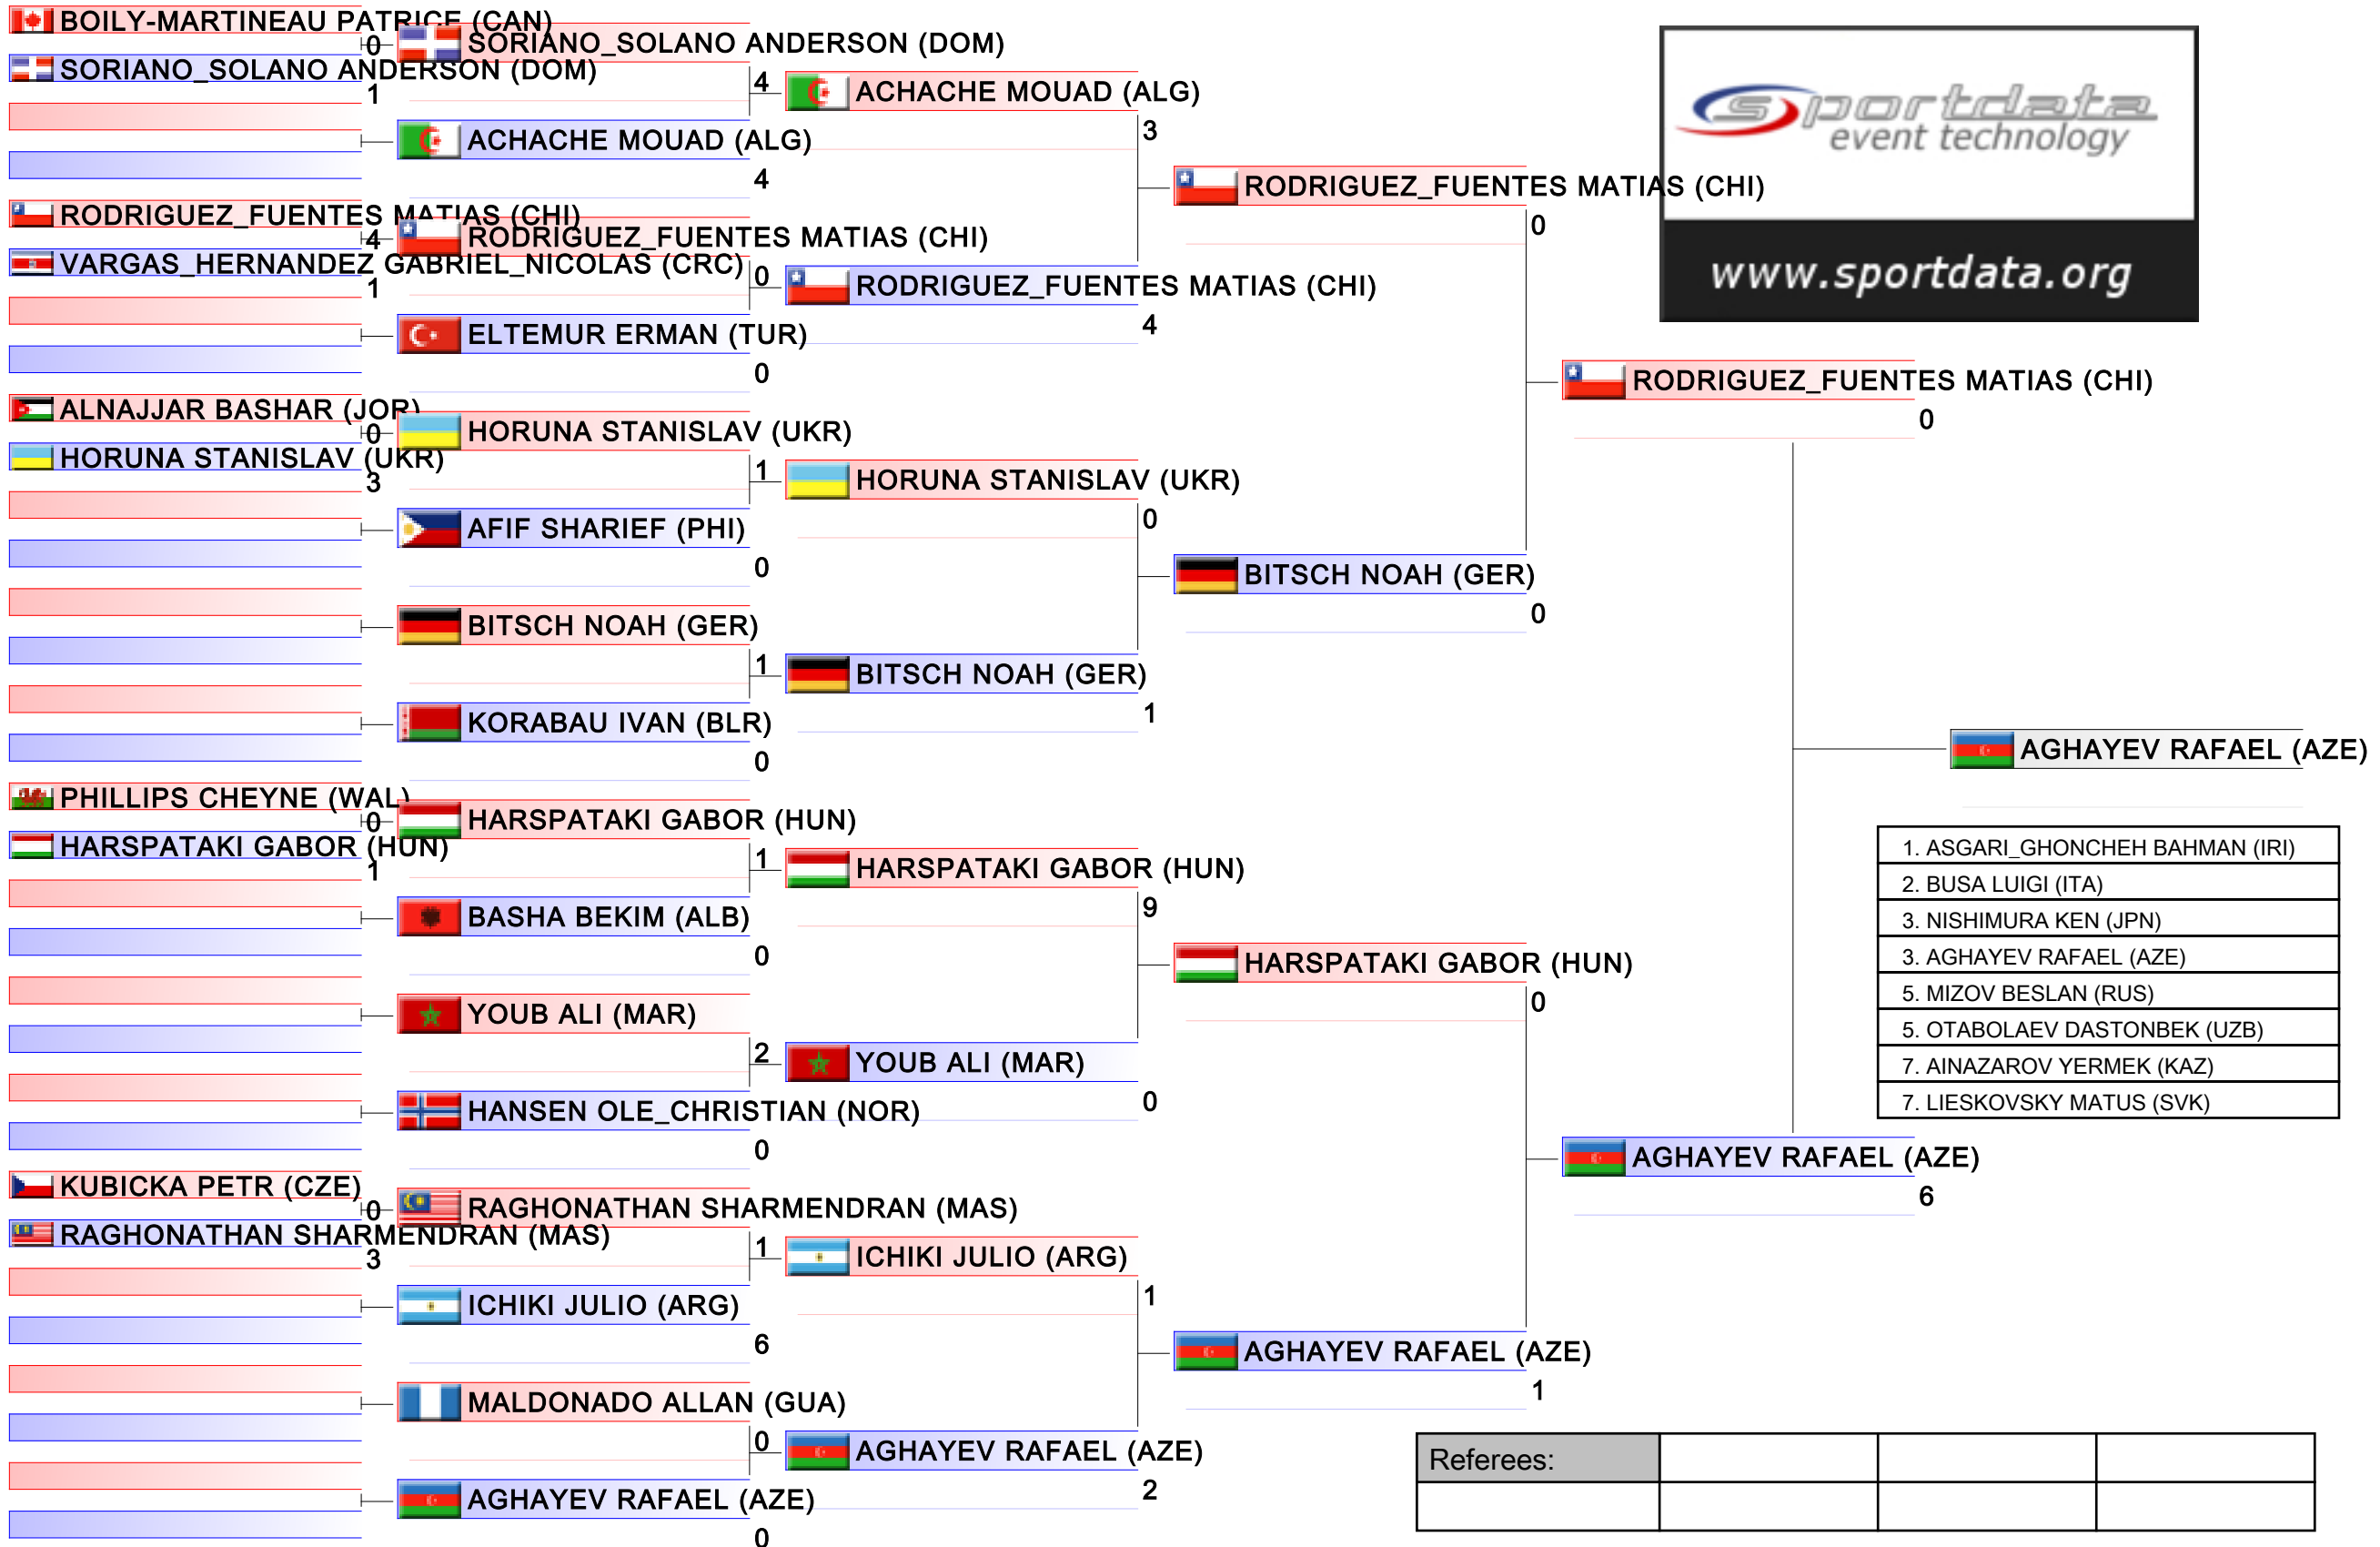 BOILY-MARTINEAU PATRICE (CAN)
0
SORIANO_SOLANO ANDERSON (DOM)
1
RODRIGUEZ_FUENTES MATIAS (CHI)
4
VARGAS_HERNANDEZ GABRIEL_NICOLAS (CRC)
1
ALNAJJAR BASHAR (JOR)
0
HORUNA STANISLAV (UKR)
3
PHILLIPS CHEYNE (WAL)
0
HARSPATAKI GABOR (HUN)
1
KUBICKA PETR (CZE)
0
RAGHONATHAN SHARMENDRAN (MAS)
3
SORIANO_SOLANO ANDERSON (DOM)
4
ACHACHE MOUAD (ALG)
4
RODRIGUEZ_FUENTES MATIAS (CHI)
0
ELTEMUR ERMAN (TUR)
0
HORUNA STANISLAV (UKR)
1
AFIF SHARIEF (PHI)
0
BITSCH NOAH (GER)
1
KORABAU IVAN (BLR)
0
HARSPATAKI GABOR (HUN)
1
BASHA BEKIM (ALB)
0
YOUB ALI (MAR)
2
HANSEN OLE_CHRISTIAN (NOR)
0
RAGHONATHAN SHARMENDRAN (MAS)
1
ICHIKI JULIO (ARG)
6
MALDONADO ALLAN (GUA)
0
AGHAYEV RAFAEL (AZE)
0
ACHACHE MOUAD (ALG)
3
RODRIGUEZ_FUENTES MATIAS (CHI)
4
HORUNA STANISLAV (UKR)
0
BITSCH NOAH (GER)
1
HARSPATAKI GABOR (HUN)
9
YOUB ALI (MAR)
0
ICHIKI JULIO (ARG)
1
AGHAYEV RAFAEL (AZE)
2
RODRIGUEZ_FUENTES MATIAS (CHI)
0
BITSCH NOAH (GER)
0
HARSPATAKI GABOR (HUN)
0
AGHAYEV RAFAEL (AZE)
1
RODRIGUEZ_FUENTES MATIAS (CHI)
0
AGHAYEV RAFAEL (AZE)
6
AGHAYEV RAFAEL (AZE)
sportdata
event technology
www.sportdata.org
1. ASGARI_GHONCHEH BAHMAN (IRI)
2. BUSA LUIGI (ITA)
3. NISHIMURA KEN (JPN)
3. AGHAYEV RAFAEL (AZE)
5. MIZOV BESLAN (RUS)
5. OTABOLAEV DASTONBEK (UZB)
7. AINAZAROV YERMEK (KAZ)
7. LIESKOVSKY MATUS (SVK)
Referees: